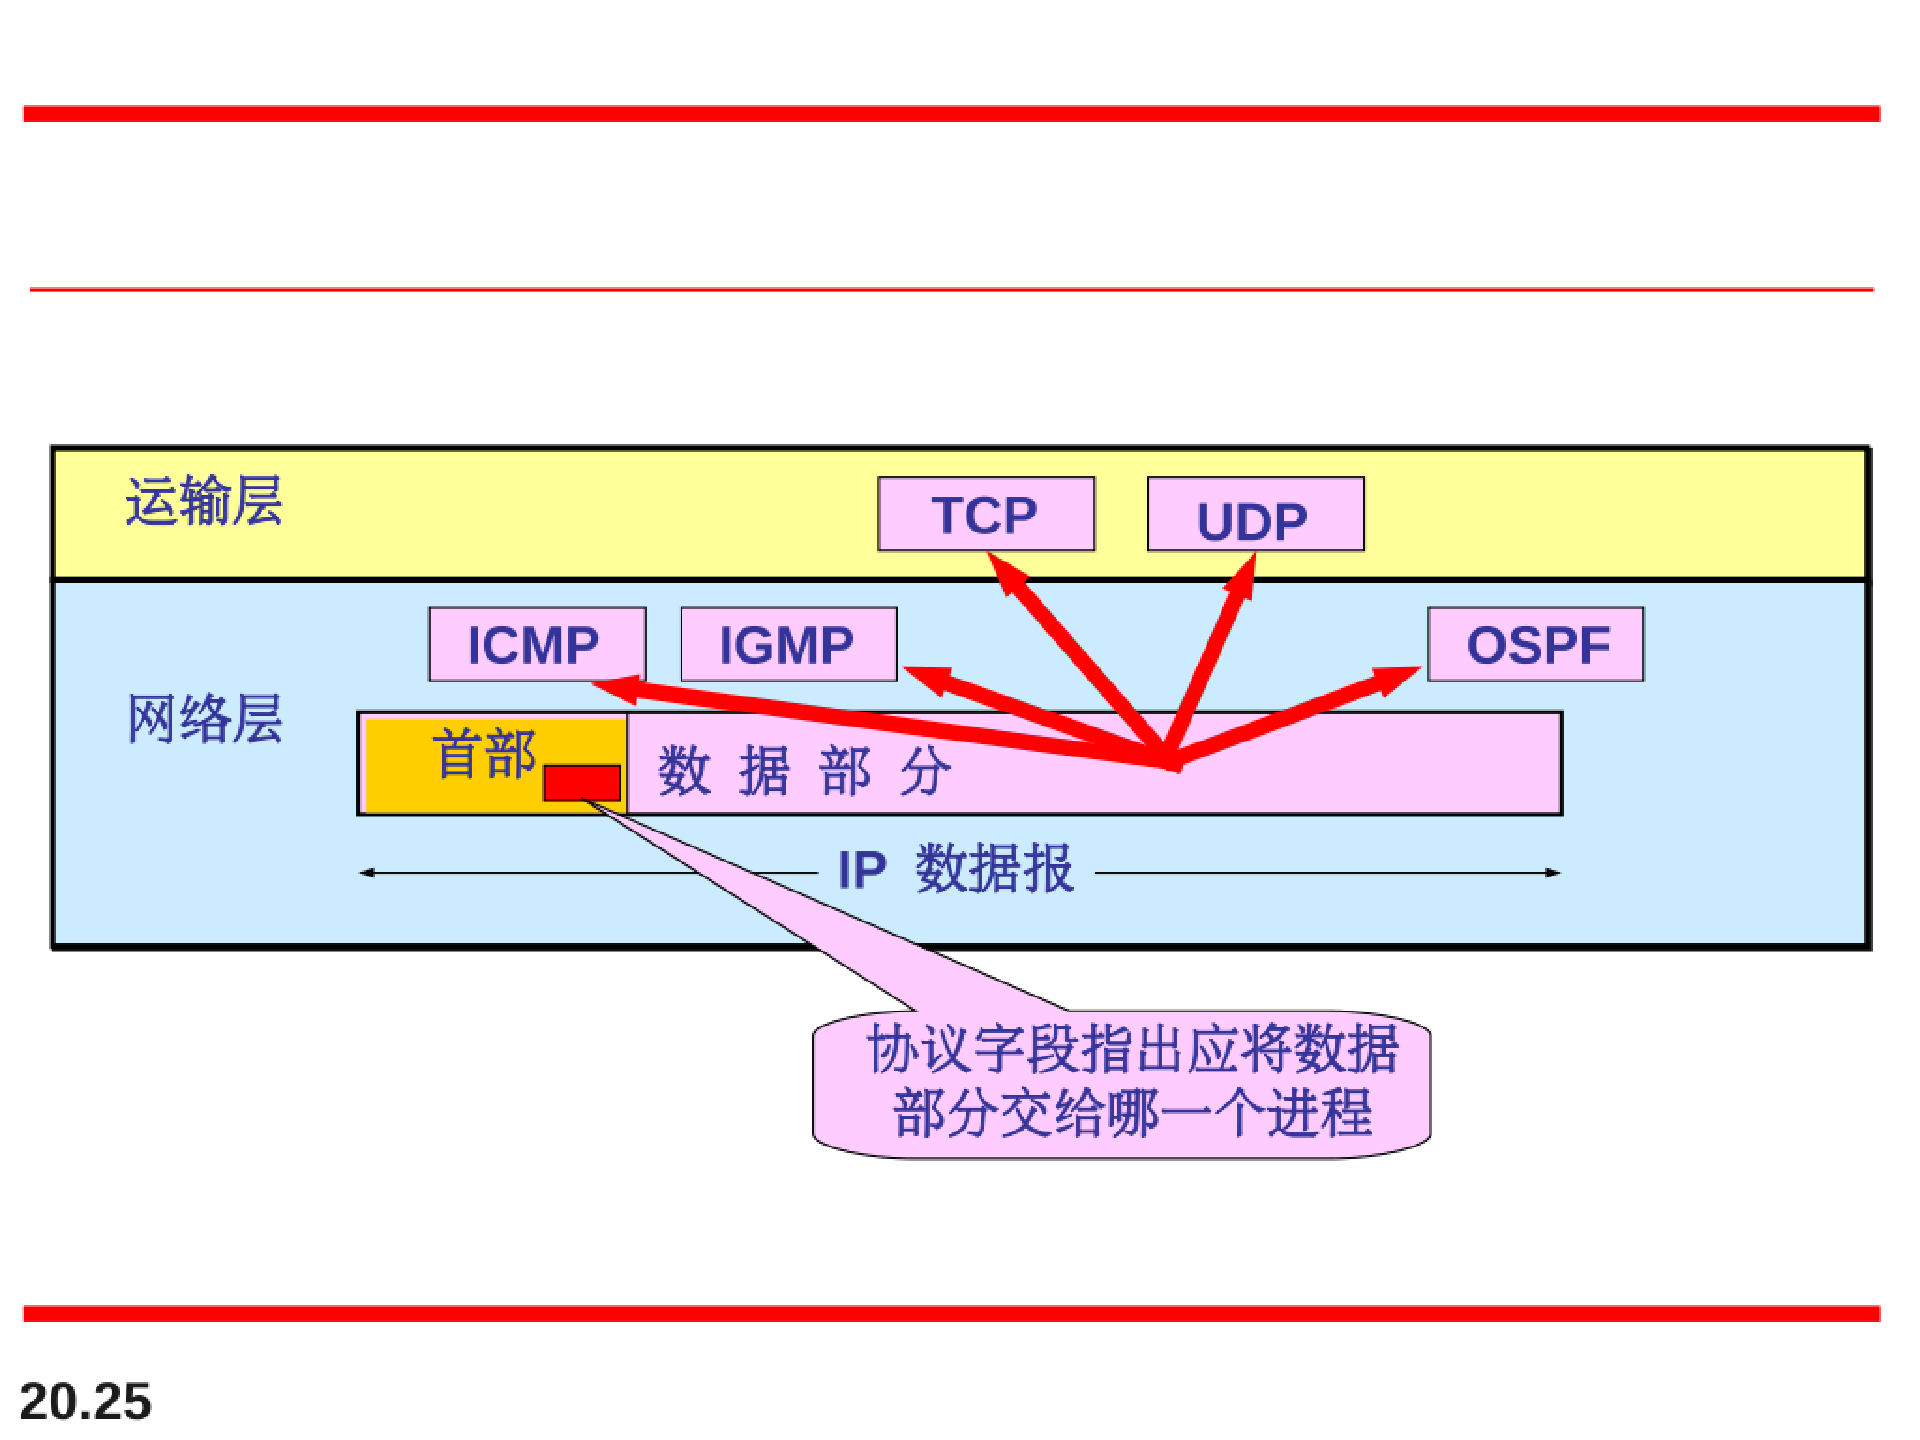 运输层
TCP
UDP
ICMP
IGMP
OSPF
网络层
首部
数 据 部 分
IP 数据报
协议字段指出应将数据
部分交给哪一个进程
20.25